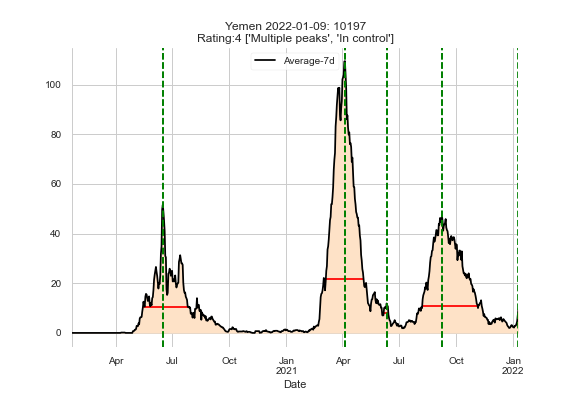 Yemen 2022-01-09: 10197
Rating:4 ['Multiple peaks', 'In control']
Average-7d
100
80
60
40
20
0
Apr
Jul
Oct
Jan
2021
Apr
Jul
Oct
Jan
2022
Date